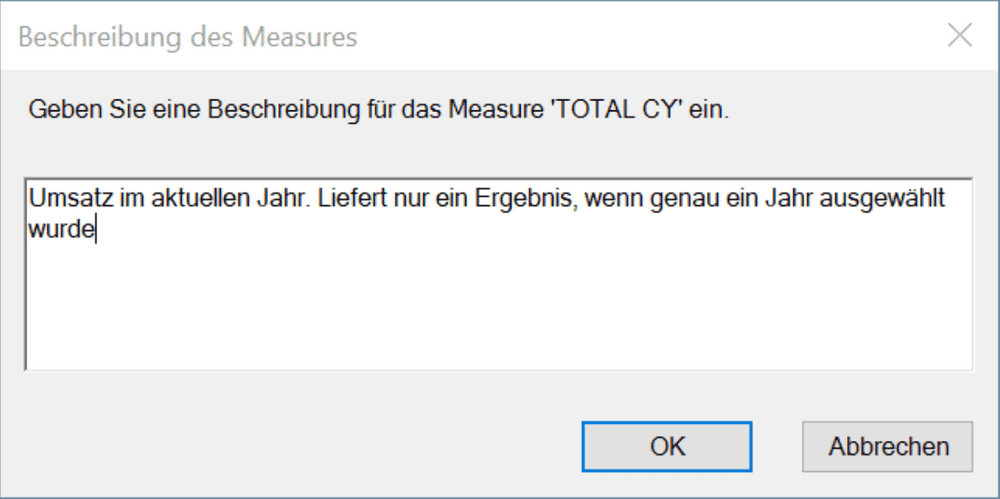 Beschreibung des Measures
Geben Sie eine Beschreibung für das Measure 'TOTAL CY' ein.
Umsatz im aktuellen Jahr. Liefert nur ein Ergebnis, wenn genau ein Jahr ausgewählt
wurde
OK
Abbrechen